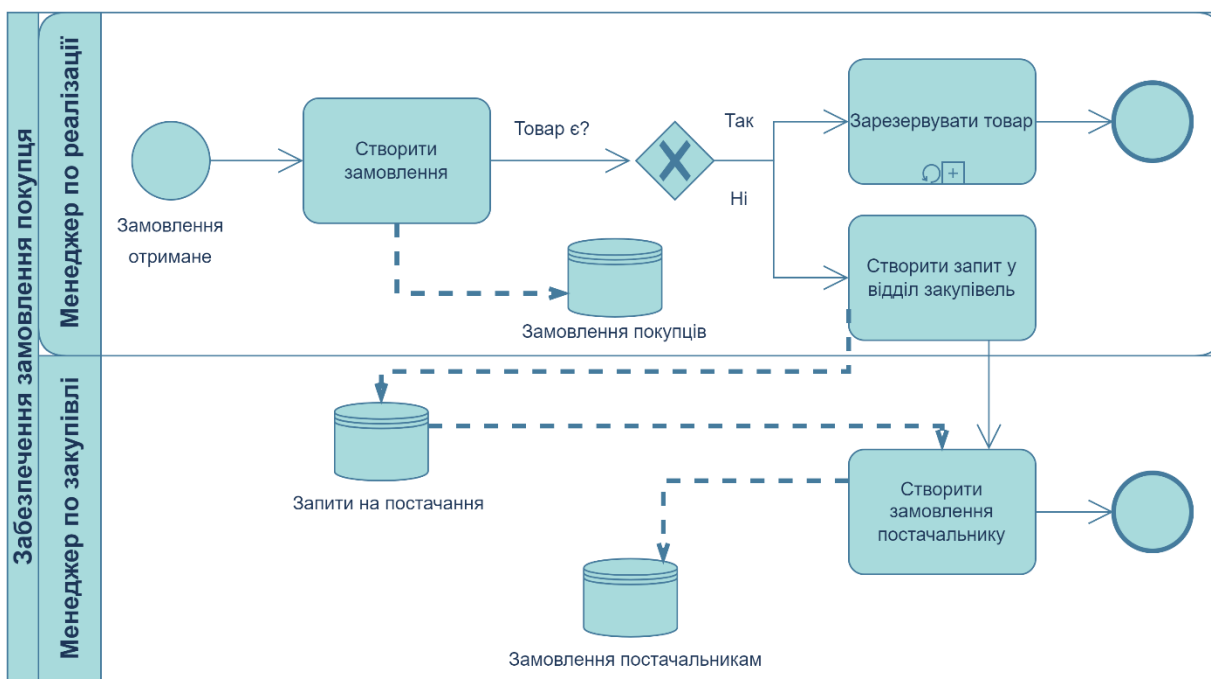 Забезпечення замовлення покупця
Менеджер по реалізації
Замовлення
отримане
Створити
замовлення
Товар є?
Так
Ні
Зарезервувати товар
+
Створити запит у
відділ закупівель
Замовлення покупців
Менеджер по закупівлі
Запити на постачання
Створити
замовлення
постачальнику
Замовлення постачальникам